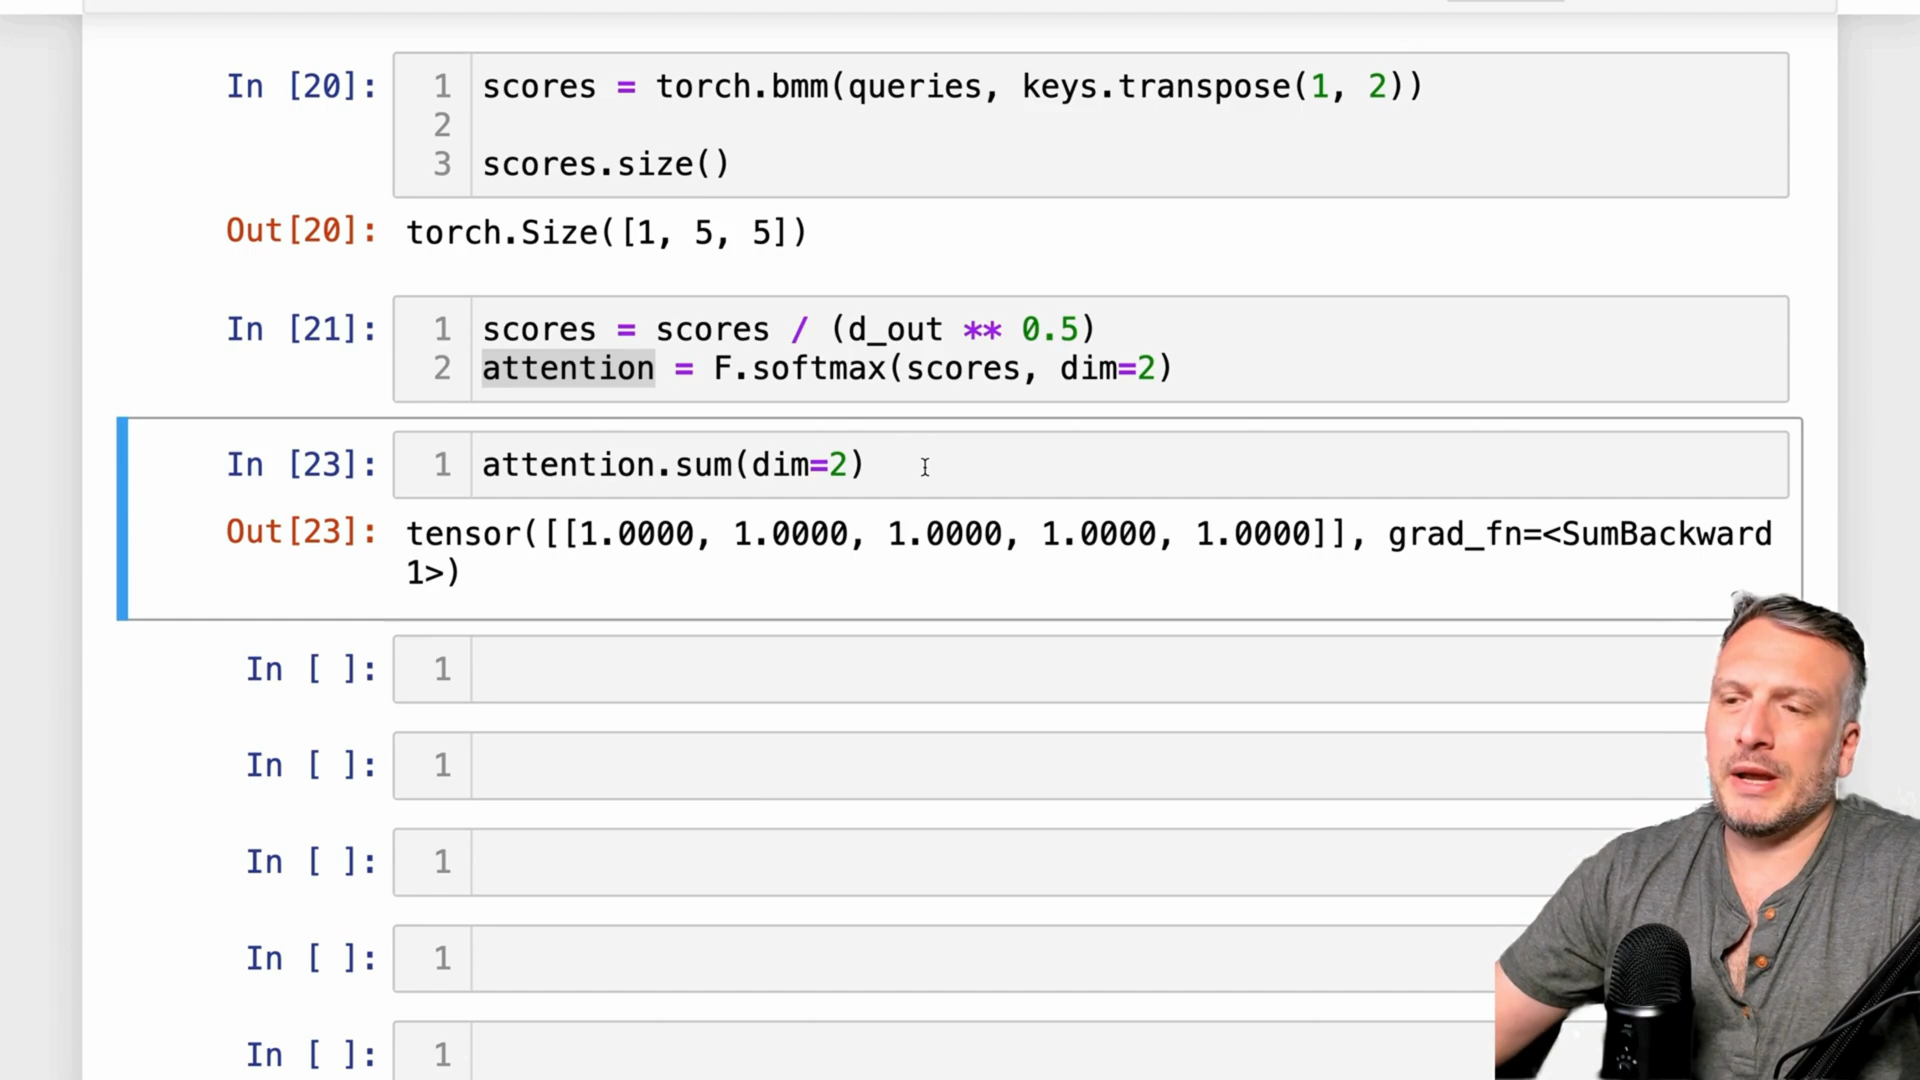 In [20]:
1 scores = torch.bmm(queries, keys.transpose(1, 2))
2
3 scores.size()
Out[20]: torch.Size([1, 5, 5])
In [21]:
1 scores = scores / (d_out ** 0.5)
2 attention = F.softmax(scores, dim=2)
In [23]:
1 attention.sum(dim=2)
Out[23]: tensor([[1.0000, 1.0000, 1.0000, 1.0000, 1.0000]], grad_fn=<SumBackward
1>)
In [ ]: 1
In [ ]: 1
In [ ]: 1
In [ ]: 1
In [ ]: 1